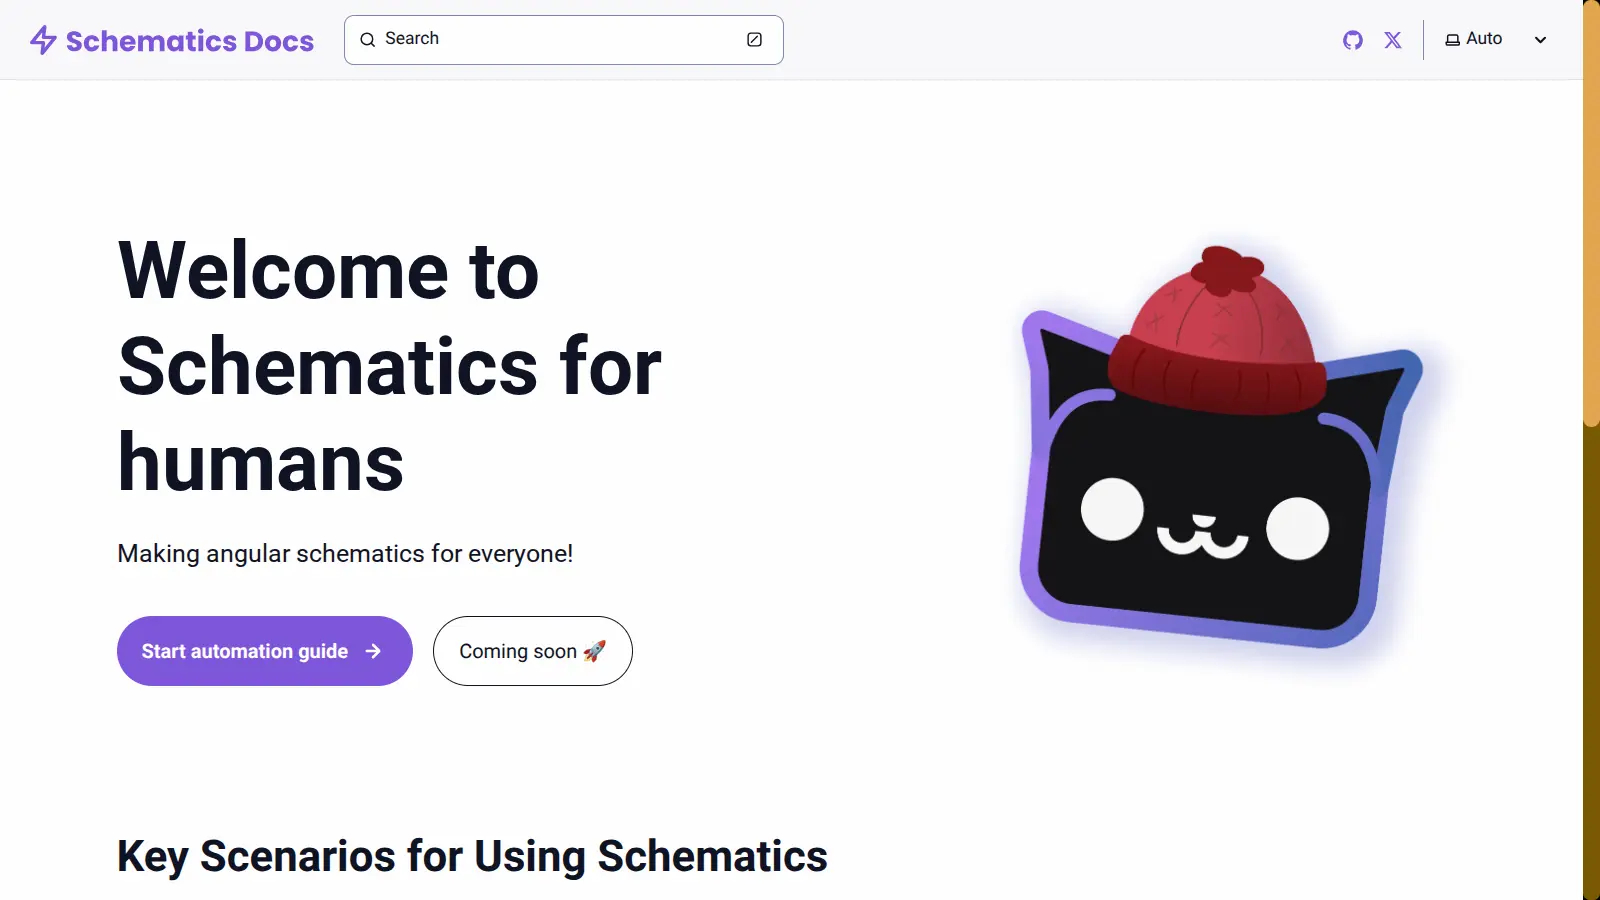 Schematics Docs
Search
Auto
Welcome to
Schematics for
humans
Making angular schematics for everyone!
Start automation guide
Coming soon 🚀
Key Scenarios for Using Schematics